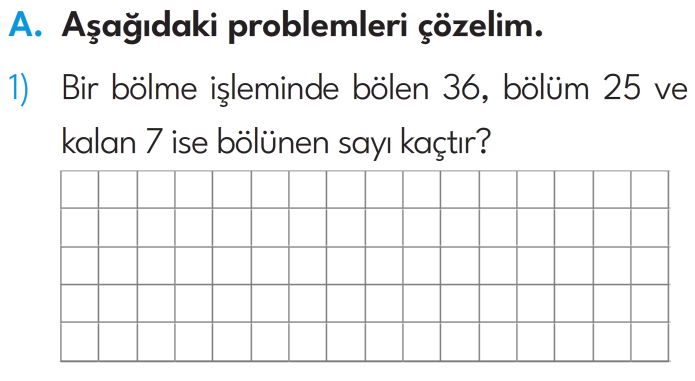 A. Aşağıdaki problemleri çözelim.
1) Bir bölme işleminde bölen 36, bölüm 25 ve
kalan 7 ise bölünen sayı kaçtır?